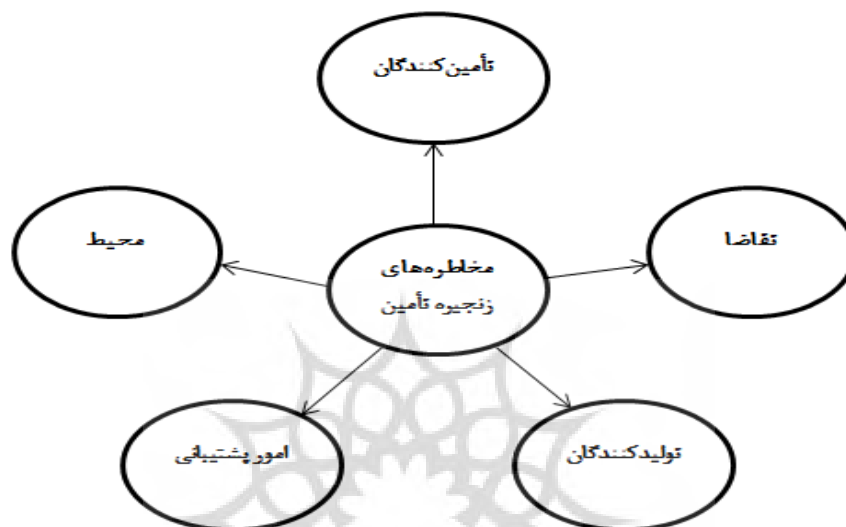 تأمین‌کنندگان
محیط
تقاضا
مخاطره‌های
زنجیره تأمین
امور پشتیبانی
تولیدکنندگان